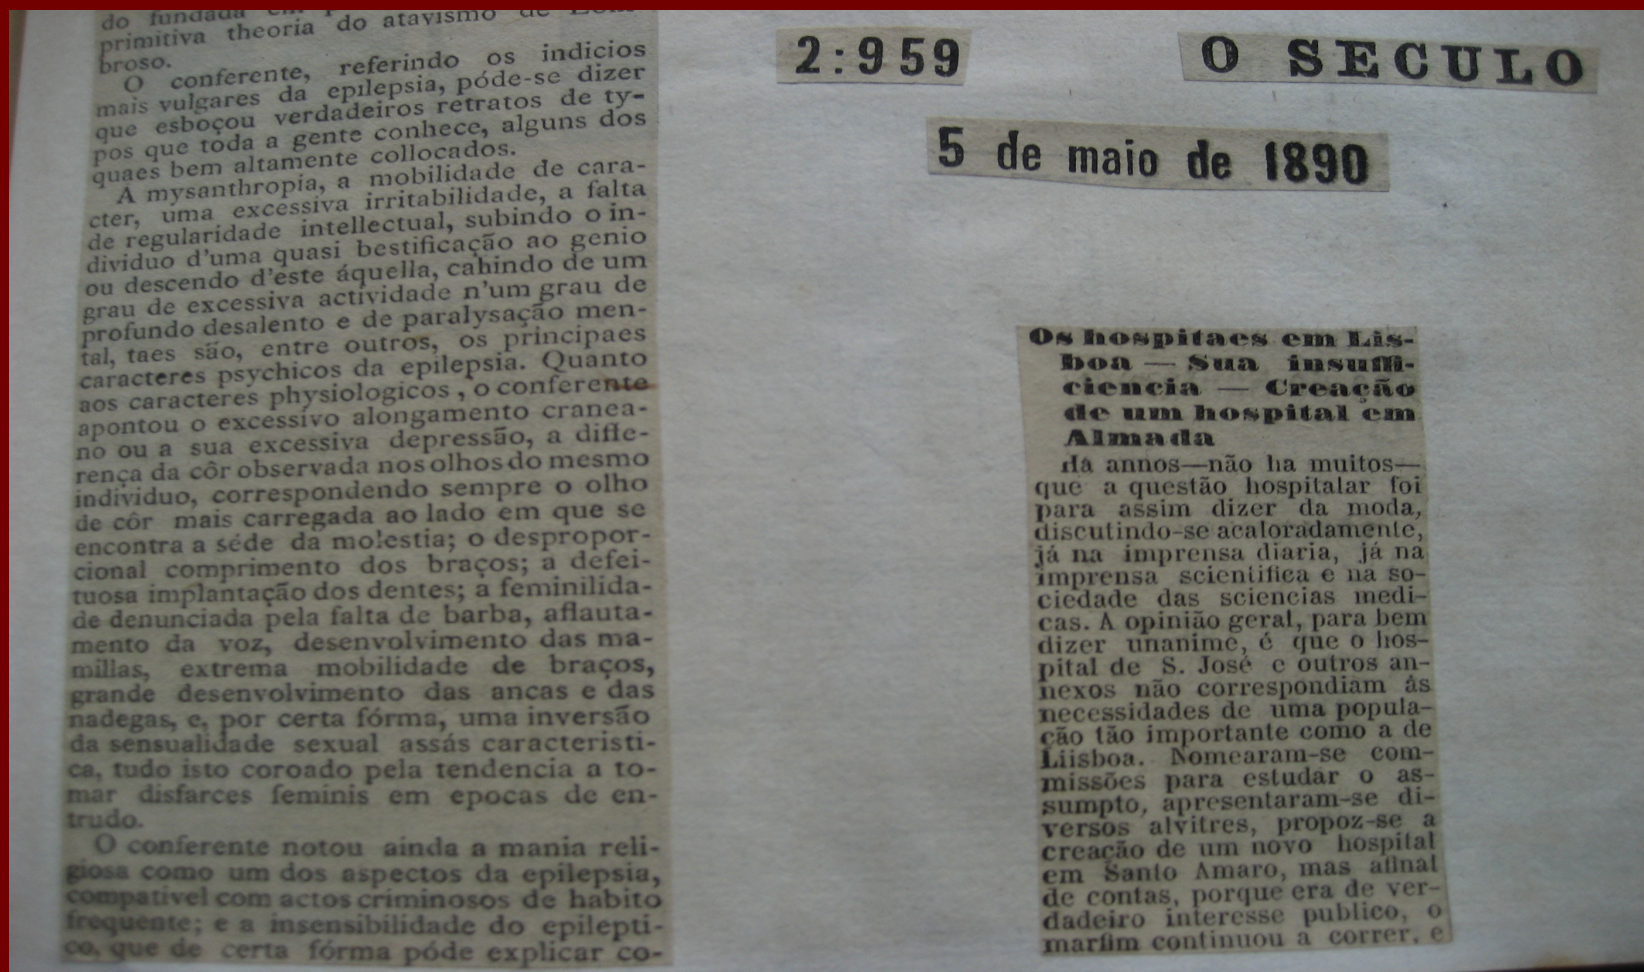 do fundada em
primitiva theoria do atavismo de Lom-
broso.
O conferente, referindo os indicios
mais vulgares da epilepsia, póde-se dizer
que esboçou verdadeiros retratos de ty-
pos que toda a gente conhece, alguns dos
quaes bem altamente collocados.
A mysanthropia, a mobilidade de cara-
cter, uma excessiva irritabilidade, a falta
de regularidade intellectual, subindo o in-
dividuo d'uma quasi bestificação ao genio
ou descendo d'este áquella, cahindo de um
grau de excessiva actividade n'um grau de
profundo desalento e de paralysação men-
tal, taes são, entre outros, os principaes
caracteres psychicos da epilepsia. Quanto
aos caracteres physiologicos, o conferente
apontou o excessivo alongamento cranea-
no ou a sua excessiva depressão, a diffe-
rença da côr observada nos olhos do mesmo
individuo, correspondendo sempre o olho
de côr mais carregada ao lado em que se
encontra a séde da molestia; o despropor-
cional comprimento dos braços; a defei-
tuosa implantação dos dentes; a feminilida-
de denunciada pela falta de barba, aflauta-
mento da voz, desenvolvimento das ma-
millas, extrema mobilidade de braços,
grande desenvolvimento das ancas e das
nadegas, e, por certa fórma, uma inversão
da sensualidade sexual assás caracteristi-
ca, tudo isto coroado pela tendencia a to-
mar disfarces feminis em epocas de en-
trudo.
O conferente notou ainda a mania reli-
giosa como um dos aspectos da epilepsia,
compativel com actos criminosos de habito
frequente; e a insensibilidade do epilepti-
co, que de certa fórma póde explicar co-
2:959
O SECULO
5 de maio de 1890
Os hospitaes em Lis-
boa — Sua insuffi-
ciencia — Creação
de um hospital em
Almada
Ha annos—não ha muitos—
que a questão hospitalar foi
para assim dizer da moda,
discutindo-se acaloradamente,
já na imprensa diaria, já na
imprensa scientifica e na so-
ciedade das sciencias medi-
cas. A opinião geral, para bem
dizer unanime, é que o hos-
pital de S. José e outros an-
nexos não correspondiam ás
necessidades de uma popula-
ção tão importante como a de
Liisboa. Nomearam-se com-
missões para estudar o as-
sumpto, apresentaram-se di-
versos alvitres, propoz-se a
creação de um novo hospital
em Santo Amaro, mas afinal
de contas, porque era de ver-
dadeiro interesse publico, o
marfim continuou a correr, e